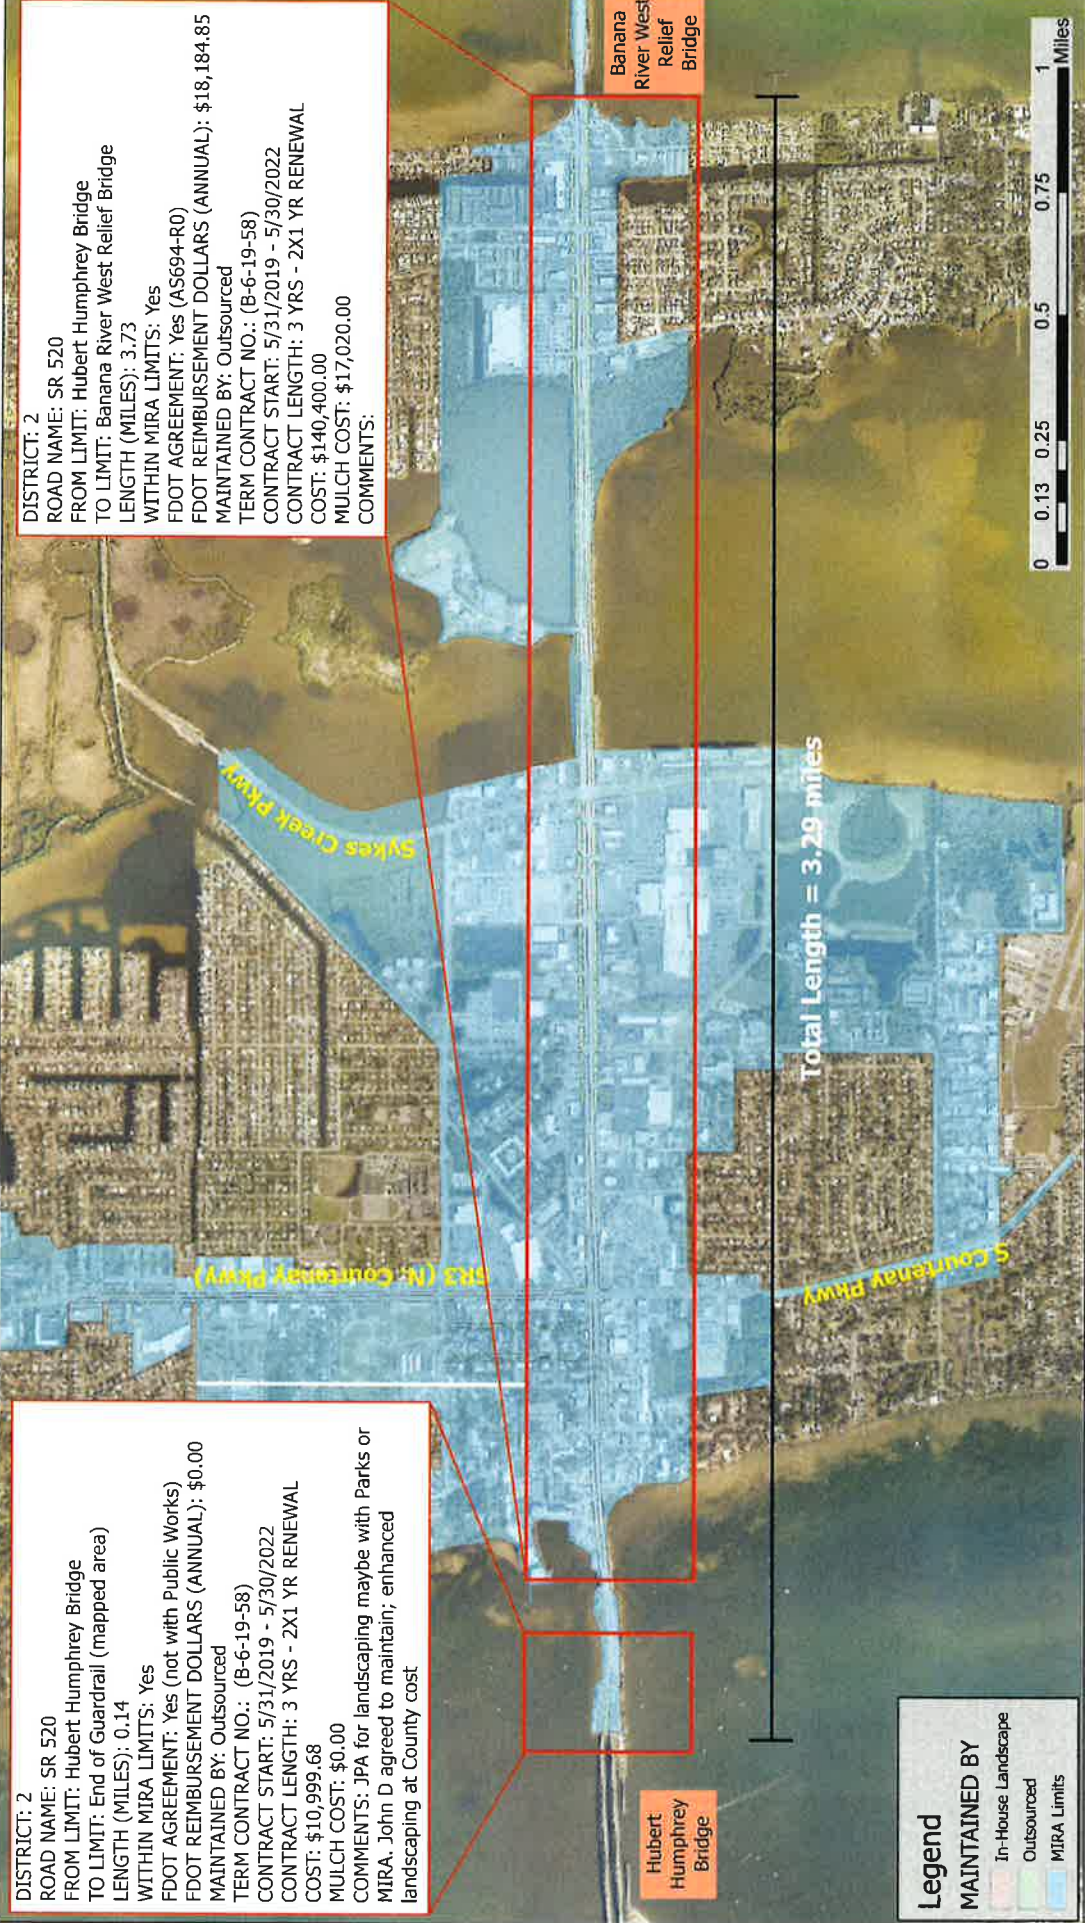 DISTRICT: 2
ROAD NAME: SR 520
FROM LIMIT: Hubert Humphrey Bridge
TO LIMIT: End of Guardrail (mapped area)
LENGTH (MILES): 0.14
WITHIN MIRA LIMITS: Yes
FDOT AGREEMENT: Yes (not with Public Works)
FDOT REIMBURSEMENT DOLLARS (ANNUAL): $0.00
MAINTAINED BY: Outsourced
TERM CONTRACT NO.: (B-6-19-58)
CONTRACT START: 5/31/2019 - 5/30/2022
CONTRACT LENGTH: 3 YRS - 2X1 YR RENEWAL
COST: $10,999.68
MULCH COST: $0.00
COMMENTS: JPA for landscaping maybe with Parks or
MIRA. John D agreed to maintain; enhanced
landscaping at County cost
DISTRICT: 2
ROAD NAME: SR 520
FROM LIMIT: Hubert Humphrey Bridge
TO LIMIT: Banana River West Relief Bridge
LENGTH (MILES): 3.73
WITHIN MIRA LIMITS: Yes
FDOT AGREEMENT: Yes (AS694-R0)
FDOT REIMBURSEMENT DOLLARS (ANNUAL): $18,184.85
MAINTAINED BY: Outsourced
TERM CONTRACT NO.: (B-6-19-58)
CONTRACT START: 5/31/2019 - 5/30/2022
CONTRACT LENGTH: 3 YRS - 2X1 YR RENEWAL
COST: $140,400.00
MULCH COST: $17,020.00
COMMENTS:
Sykes Creek Pkwy
SR3 (N. Courtenay Pkwy)
S Courtenay Pkwy
Hubert
Humphrey
Bridge
Banana
River West
Relief
Bridge
Total Length = 3.29 miles
Legend
MAINTAINED BY
In-House Landscape
Outsourced
MIRA Limits
0 0.13 0.25 0.5 0.75 1
Miles